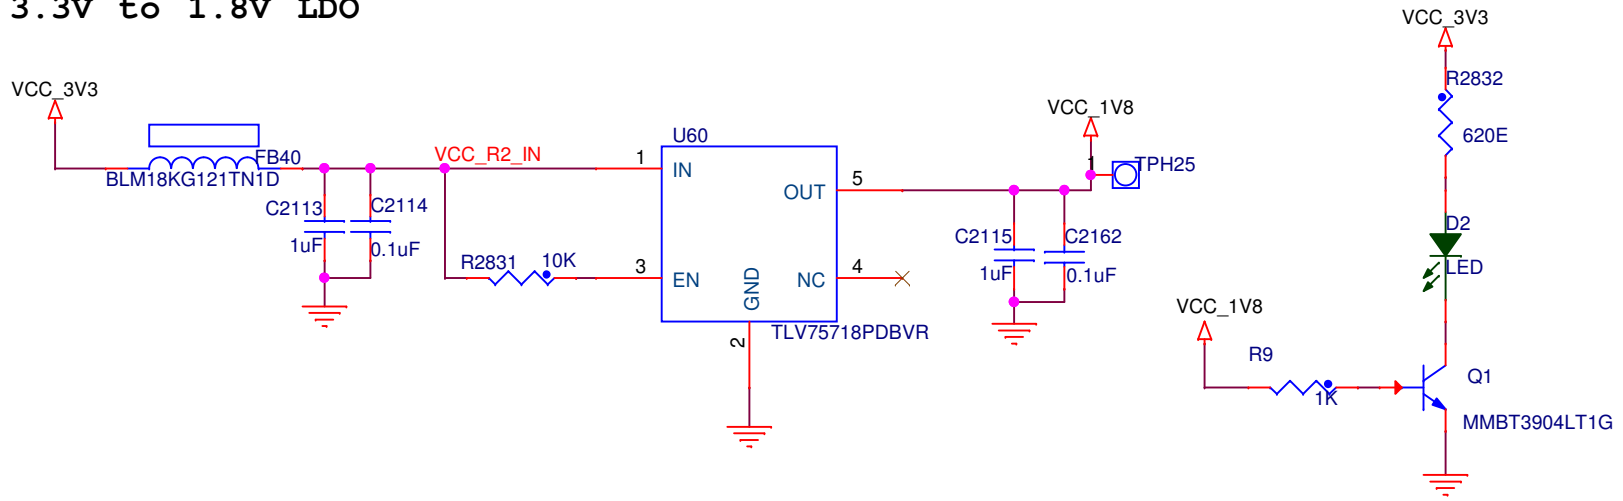 3.3V to 1.8V LDO
VCC_3V3
FB40
BLM18KG121TN1D
VCC_R2_IN
C2113
1uF
C2114
0.1uF
R2831
10K
U60
1
IN
3
EN
GND
2
OUT
5
NC
4
TLV75718PDBVR
VCC_1V8
1
TPH25
C2115
1uF
C2162
0.1uF
VCC_3V3
R2832
620E
D2
LED
VCC_1V8
R9
1K
Q1
MMBT3904LT1G